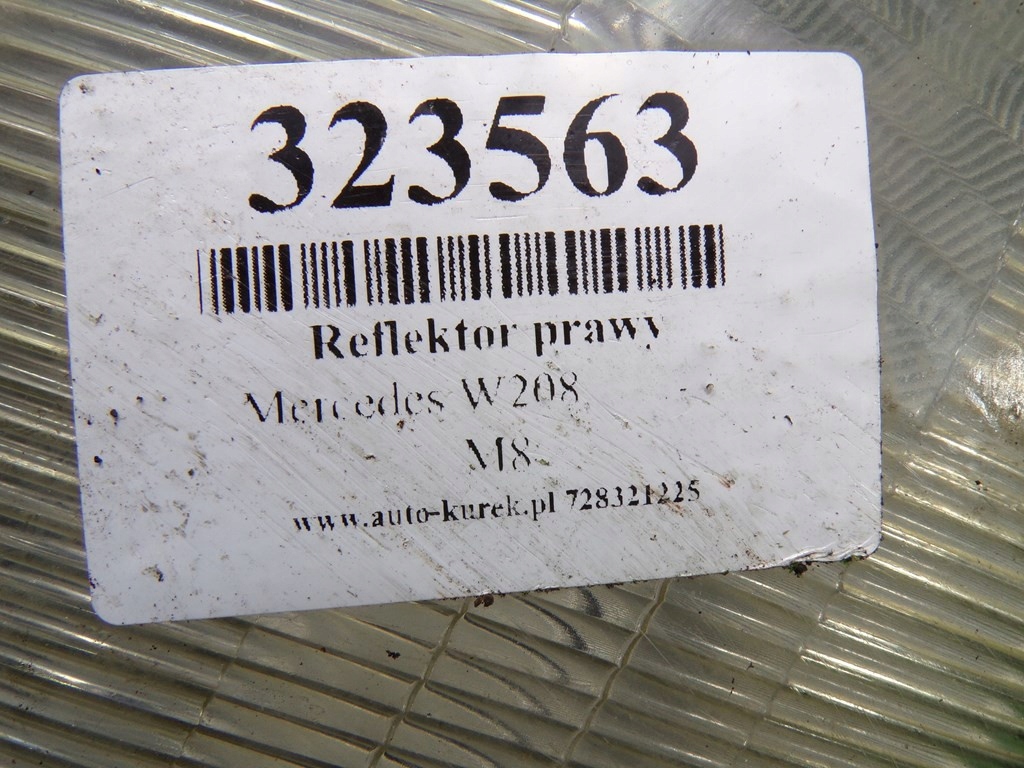 323563
Reflektor prawy
Mercedes W208
M8
www.auto-kurek.pl 728321225